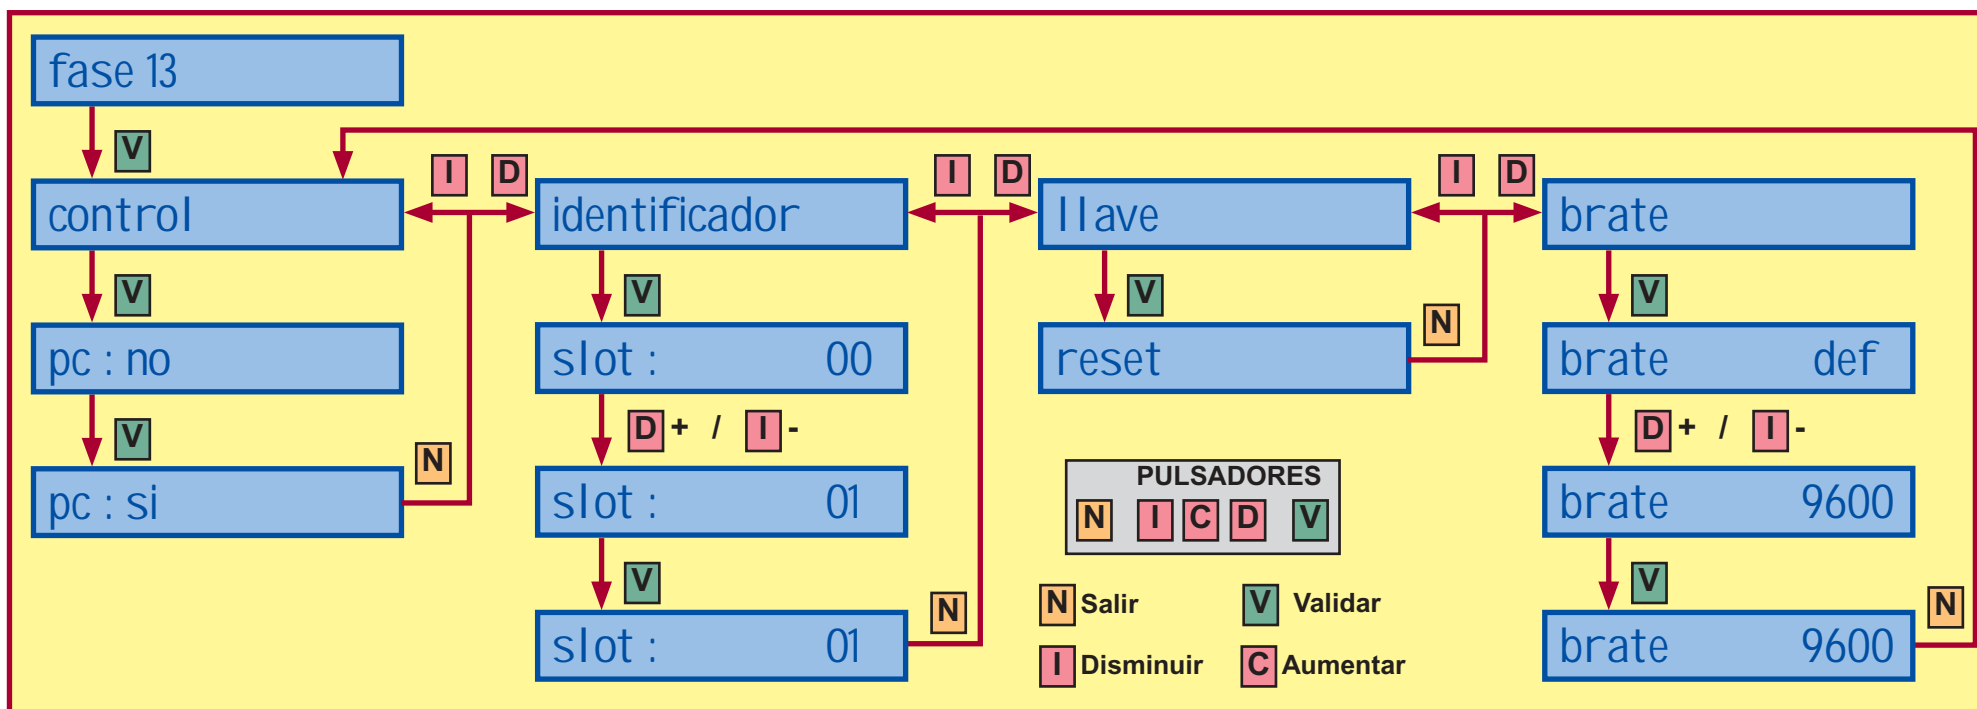 fase 13
V
I D I D I D
control identificador llave brate
V V V V
pc : no slot : 00 reset N brate def
V D + / I - D + / I -
pc : si N slot : 01 brate 9600
PULSADORES
N I C D V
V V
slot : 01 N brate 9600 N
N Salir V Validar
I Disminuir C Aumentar